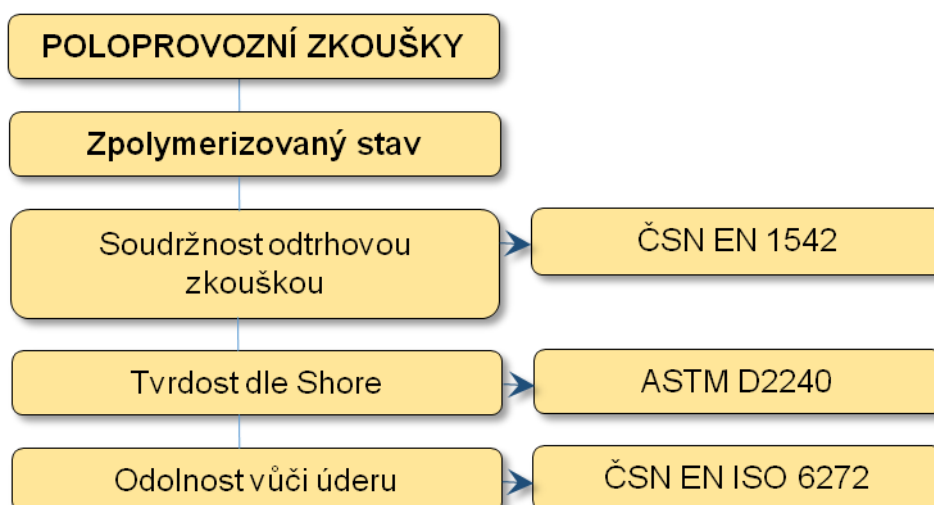 POLOPROVOZNÍ ZKOUŠKY
Zpolymerizovaný stav
Soudržnost odtrhovou
zkouškou
ČSN EN 1542
Tvrdost dle Shore
ASTM D2240
Odolnost vůči úderu
ČSN EN ISO 6272